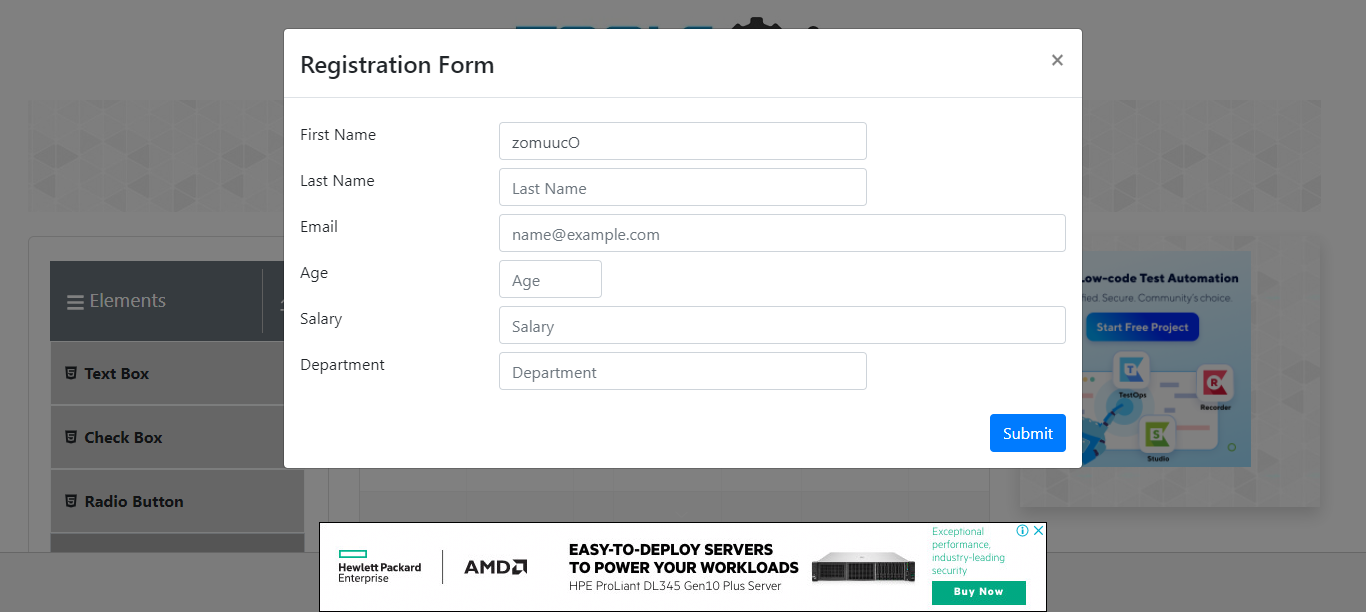 Registration Form
×
First Name
zomuucO
Last Name
Last Name
Email
name@example.com
Age
Age
Salary
Salary
Department
Department
Submit
Elements
Text Box
Check Box
Radio Button
Low-code Test Automation
Secure. Community's choice.
Start Free Project
TestOps
Recorder
Studio
Hewlett Packard
Enterprise
AMD
EASY-TO-DEPLOY SERVERS
TO POWER YOUR WORKLOADS
HPE ProLiant DL345 Gen10 Plus Server
Exceptional
performance,
industry-leading
security
Buy Now